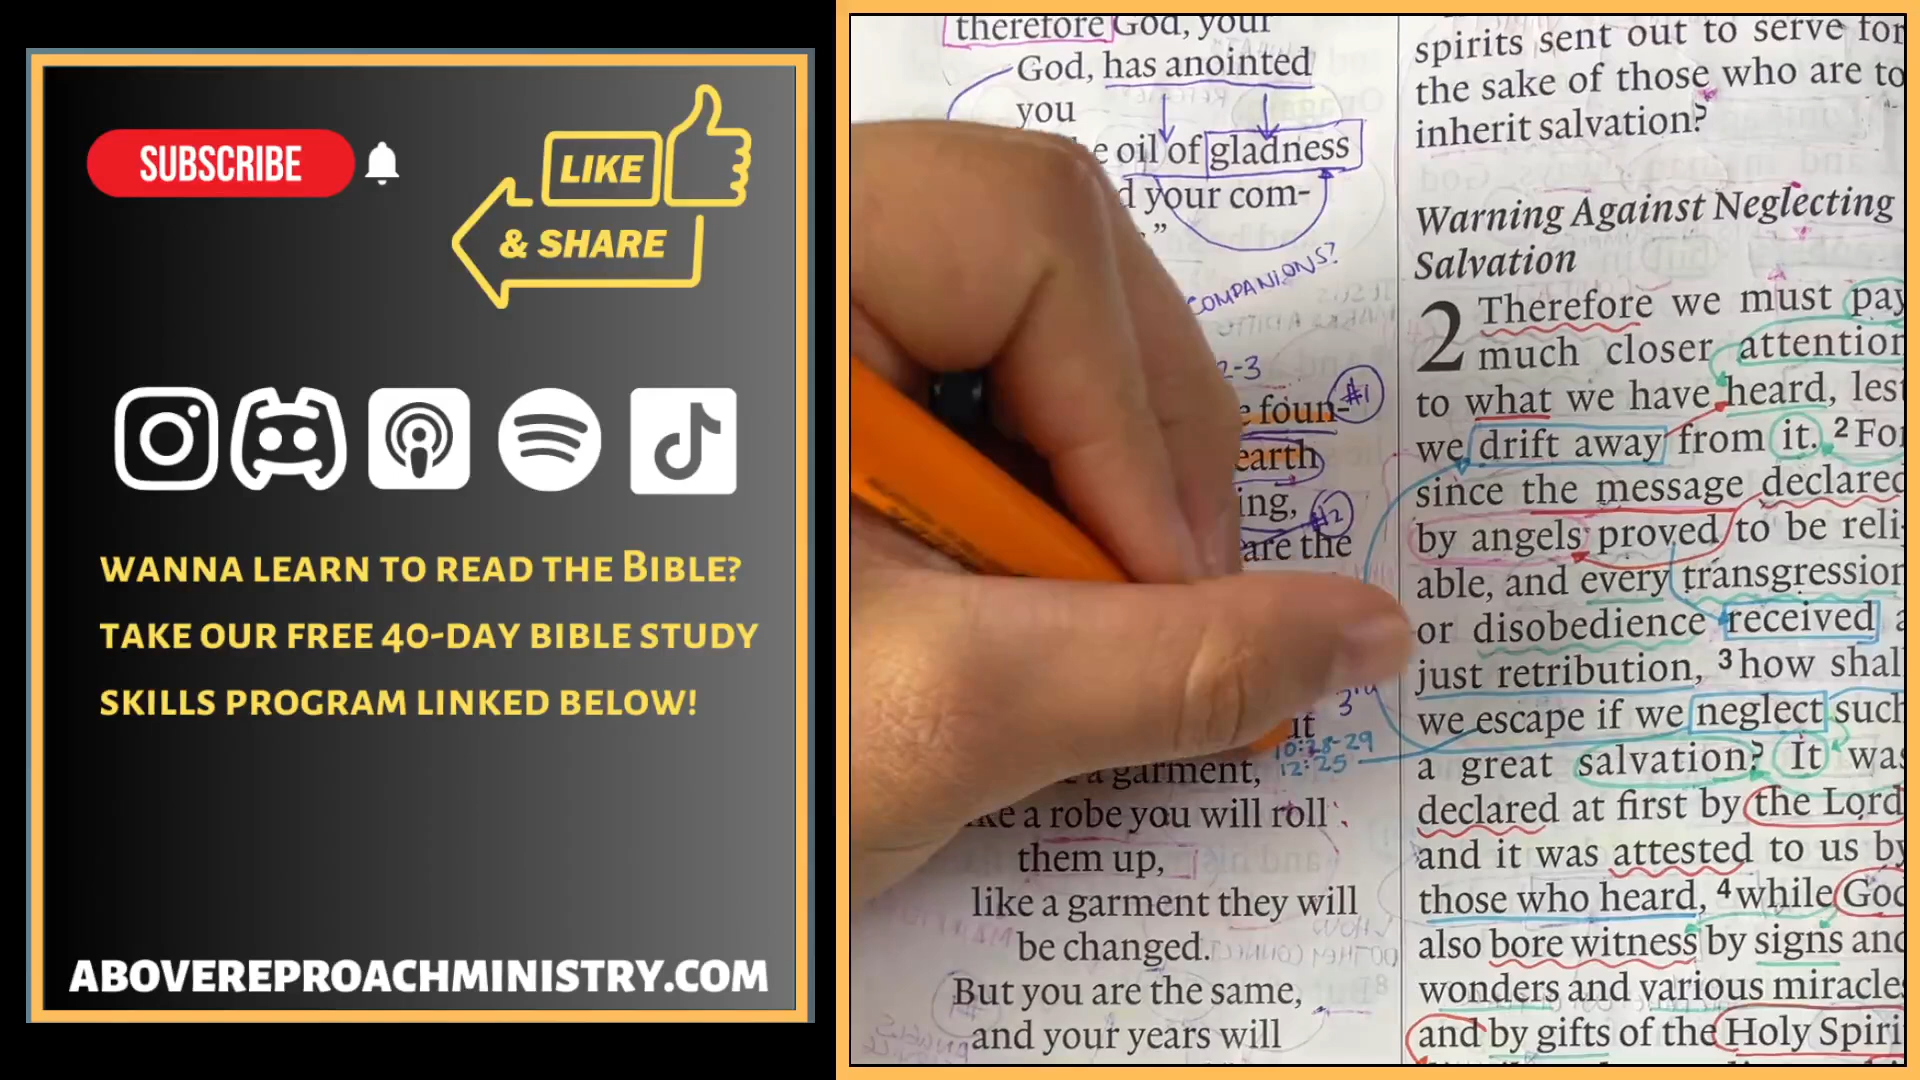 SUBSCRIBE
LIKE
& SHARE
WANNA LEARN TO READ THE BIBLE?
TAKE OUR FREE 40-DAY BIBLE STUDY
SKILLS PROGRAM LINKED BELOW!
ABOVEREPROACHMINISTRY.COM
therefore God, your
God, has anointed
you
oil of gladness
your com-
”
COMPANIONS?
2-3
foun-
#1
earth
ing,
#2
are the
10:28-29
12:25
a garment,
a robe you will roll
them up,
like a garment they will
be changed.
But you are the same,
and your years will
spirits sent out to serve for
the sake of those who are to
inherit salvation?
Warning Against Neglecting
Salvation
2 Therefore we must pay
much closer attention
to what we have heard, lest
we drift away from it. 2 For
since the message declared
by angels proved to be reli-
able, and every transgression
or disobedience received a
just retribution, 3 how shall
we escape if we neglect such
a great salvation? It was
declared at first by the Lord
and it was attested to us by
those who heard, 4 while God
also bore witness by signs and
wonders and various miracles
and by gifts of the Holy Spiri